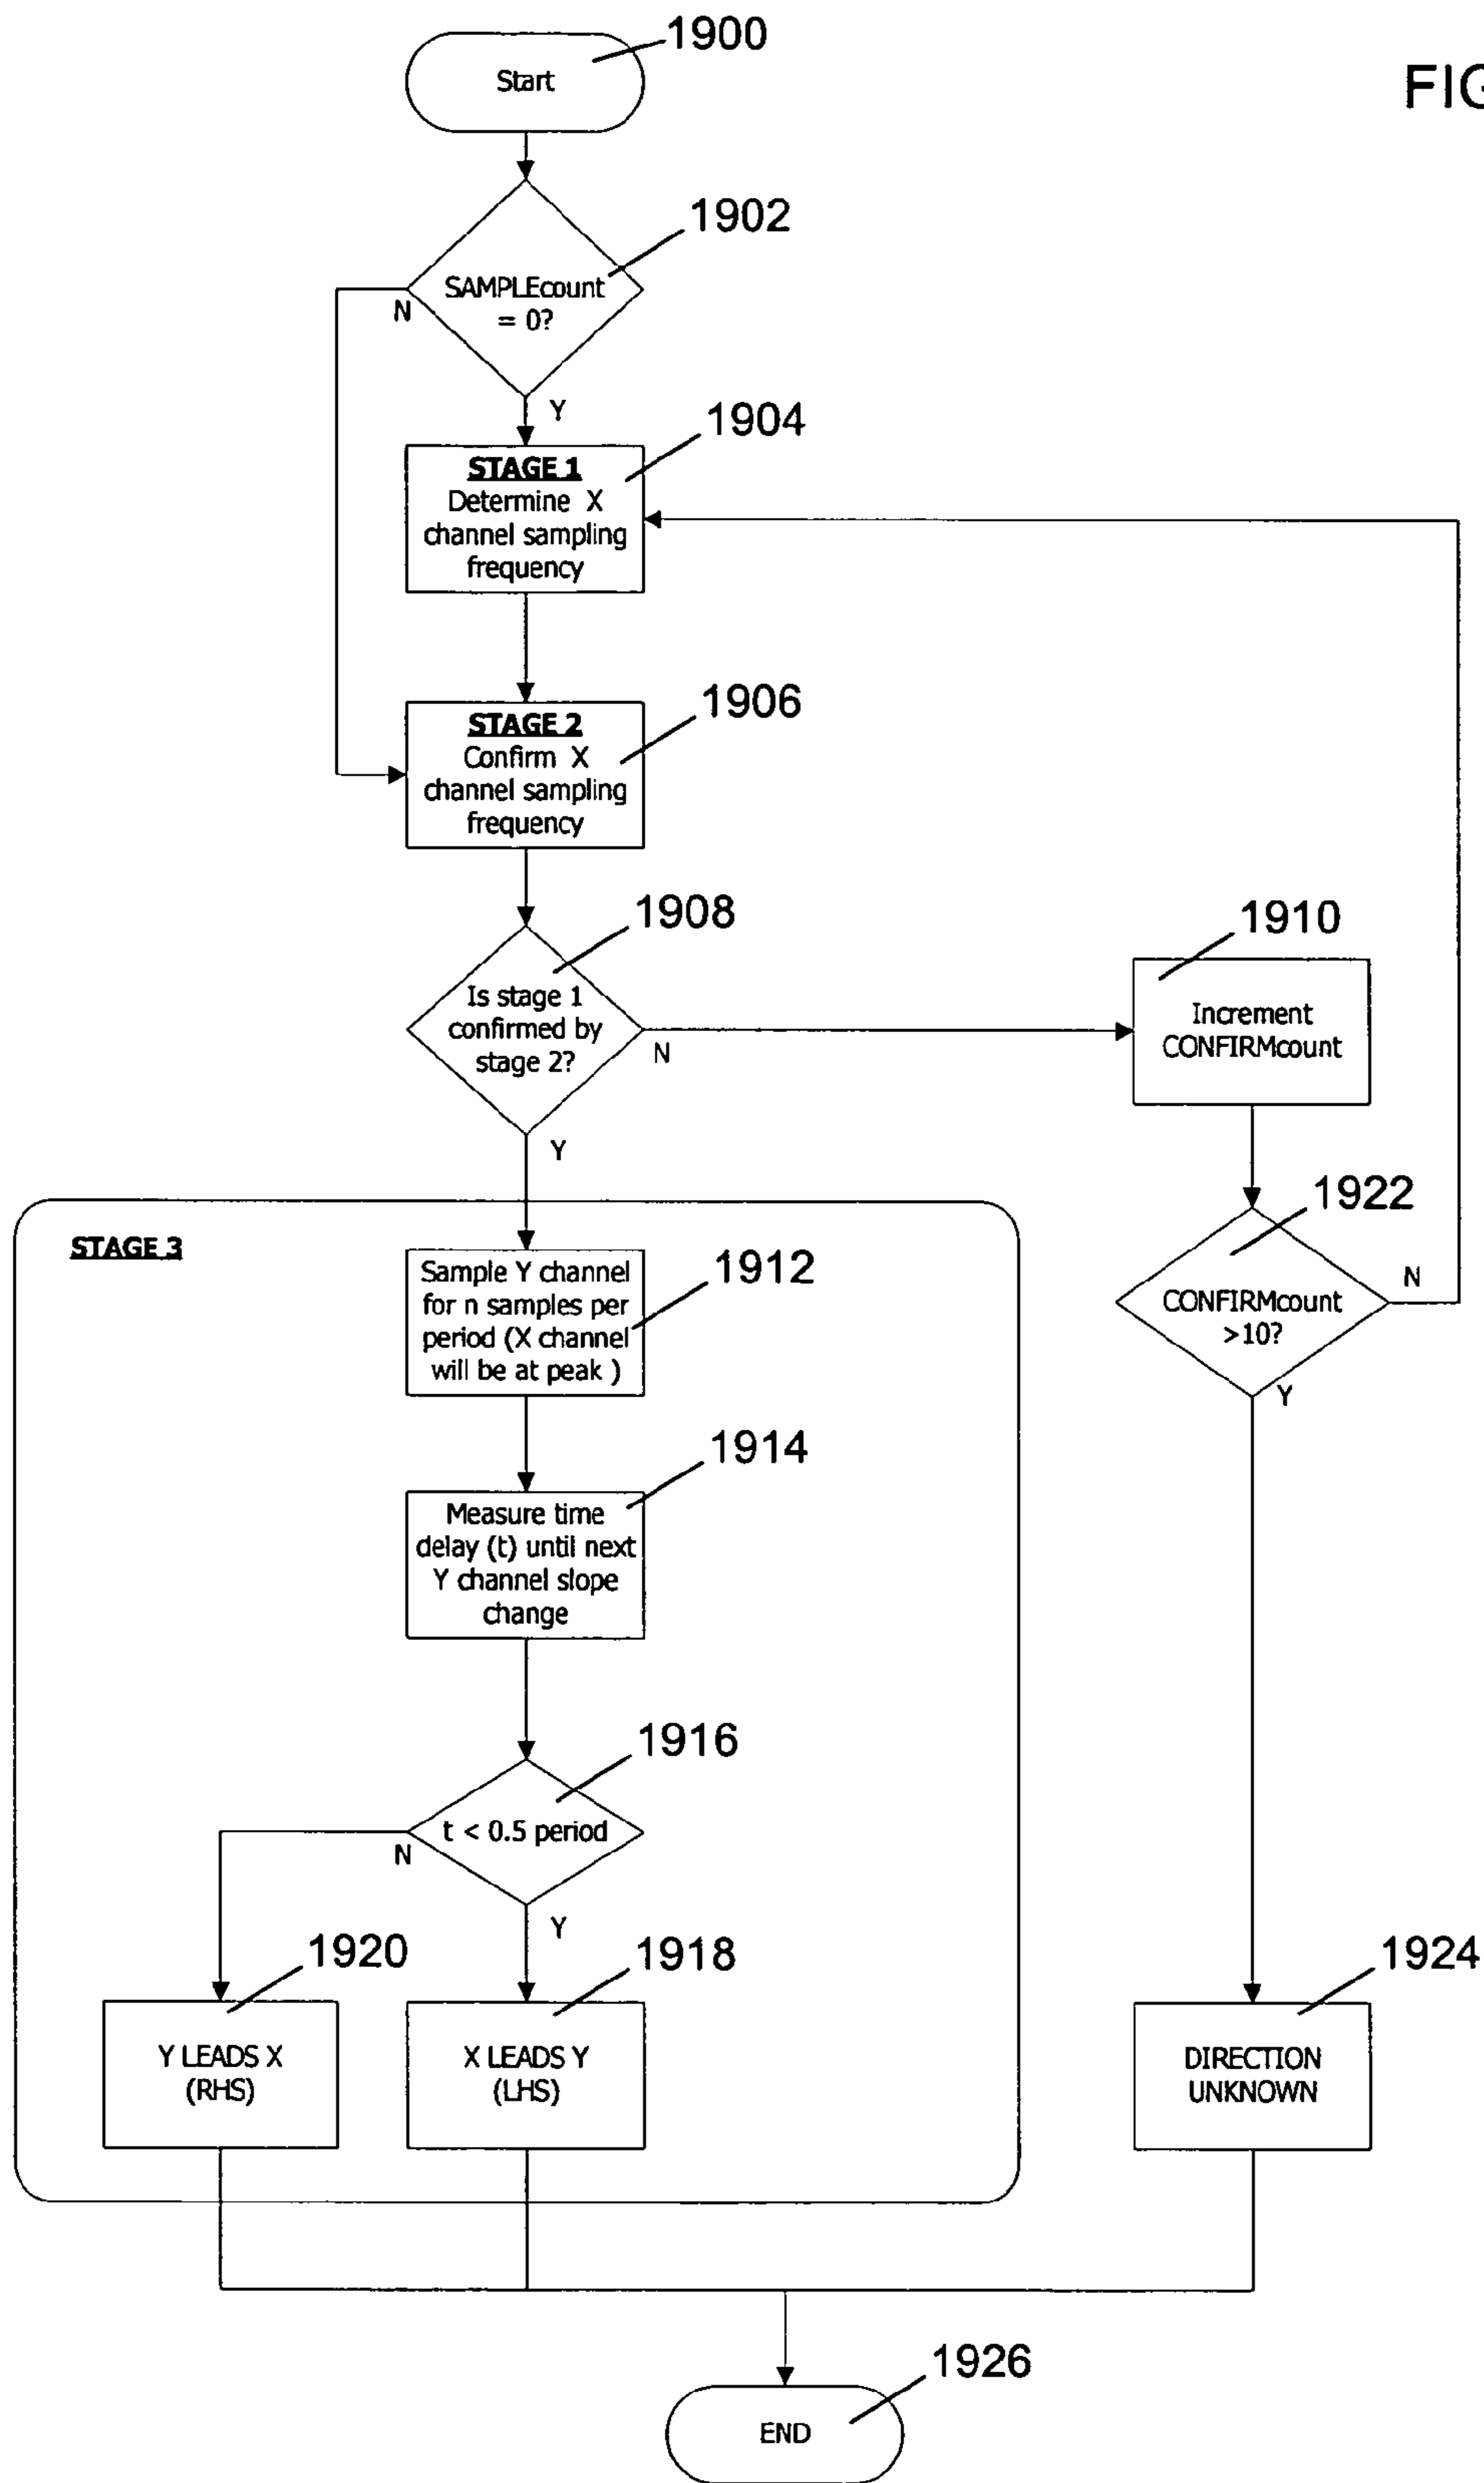 1900
Start
FIG
1902
SAMPLEcount
= 0?
N
Y
1904
STAGE 1
Determine X
channel sampling
frequency
1906
STAGE 2
Confirm X
channel sampling
frequency
1908
Is stage 1
confirmed by
stage 2?
N
Y
1910
Increment
CONFIRMcount
1922
CONFIRMcount
>10?
N
Y
STAGE 3
1912
Sample Y channel
for n samples per
period (X channel
will be at peak )
1914
Measure time
delay (t) until next
Y channel slope
change
1916
t < 0.5 period
N
Y
1920
Y LEADS X
(RHS)
1918
X LEADS Y
(LHS)
1924
DIRECTION
UNKNOWN
1926
END